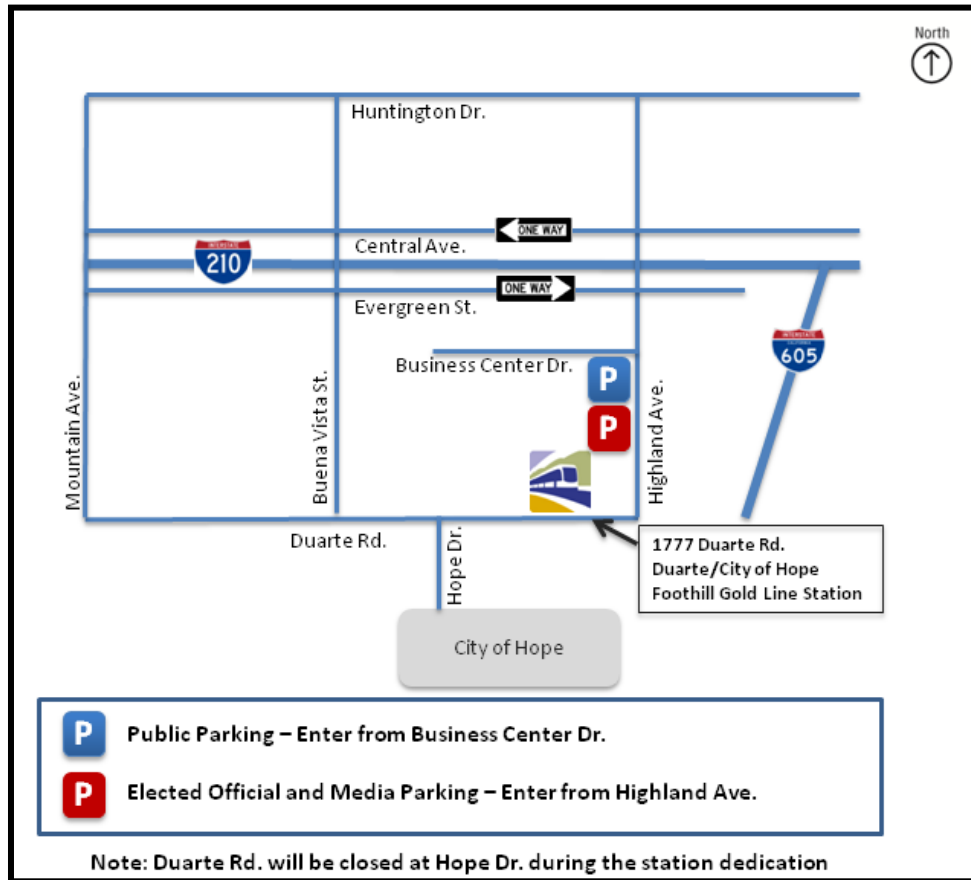 North
Huntington Dr.
ONE WAY
Central Ave.
INTERSTATE
210
ONE WAY
Evergreen St.
INTERSTATE
CALIFORNIA
605
Business Center Dr.
P
P
Mountain Ave.
Buena Vista St.
Highland Ave.
Duarte Rd.
Hope Dr.
1777 Duarte Rd.
Duarte/City of Hope
Foothill Gold Line Station
City of Hope
P Public Parking – Enter from Business Center Dr.
P Elected Official and Media Parking – Enter from Highland Ave.
Note: Duarte Rd. will be closed at Hope Dr. during the station dedication